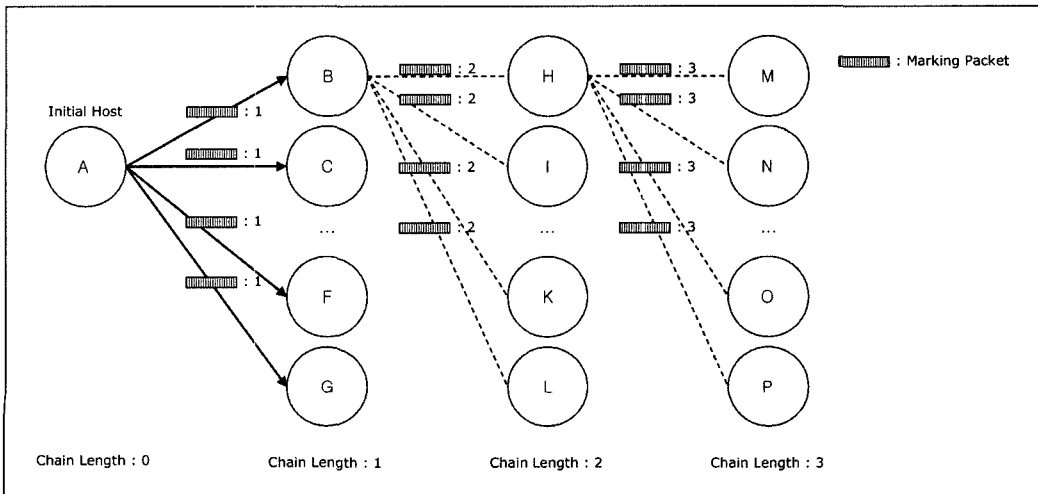 B
: 2
H
: 3
M
: Marking Packet
: 2
: 3
Initial Host
: 1
A
: 1
C
: 2
I
: 3
N
: 1
...
: 2
...
: 3
...
: 1
F
K
O
G
L
P
Chain Length : 0
Chain Length : 1
Chain Length : 2
Chain Length : 3